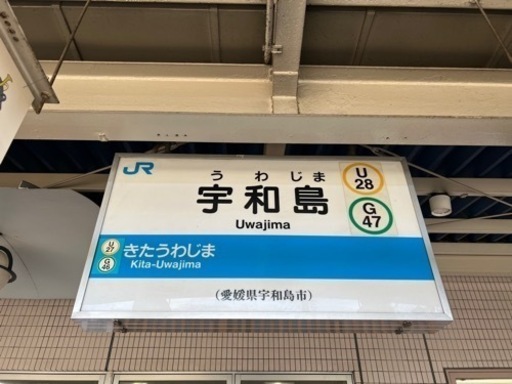 JR
うわじま
宇和島
Uwajima
U
28
G
47
U
27
G
46
きたうわじま
Kita-Uwajima
（愛媛県宇和島市）